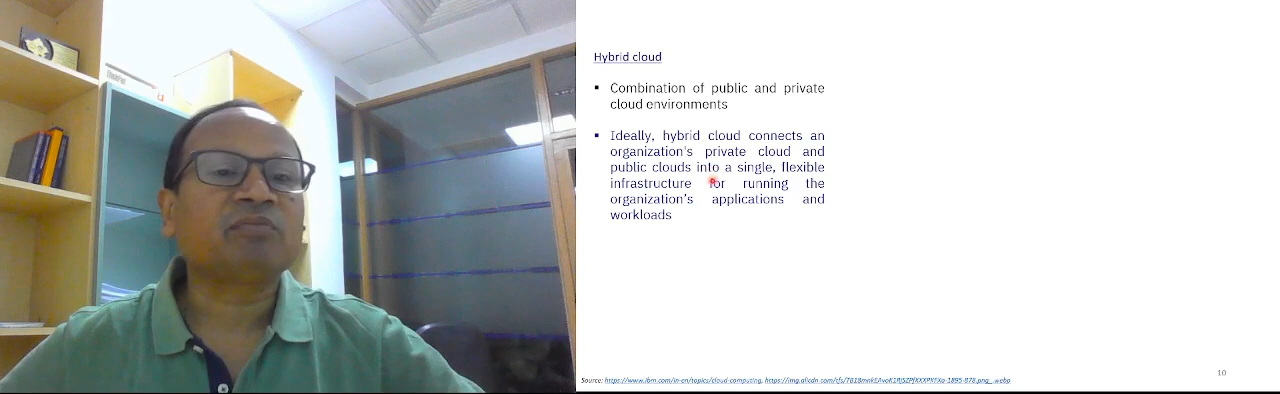 Hybrid cloud
▪ Combination of public and private
cloud environments
▪ Ideally, hybrid cloud connects an
organization's private cloud and
public clouds into a single, flexible
infrastructure for running the
organization's applications and
workloads
10